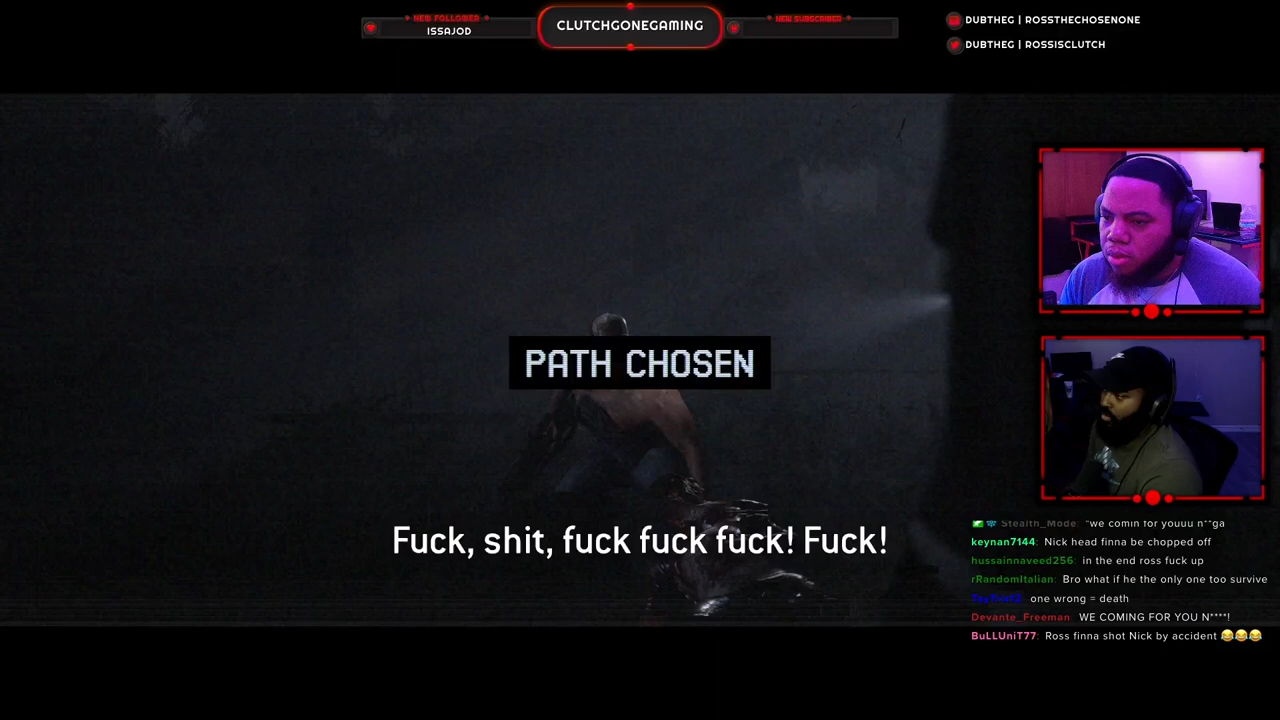 NEW FOLLOWER
ISSAJOD
CLUTCHGONEGAMING
NEW SUBSCRIBER
DUBTHEG | ROSSTHECHOSENONE
DUBTHEG | ROSSISCLUTCH
PATH CHOSEN
Fuck, shit, fuck fuck fuck! Fuck!
Stealth_Mode: "we comin for youuu n**ga
keynan7144: Nick head finna be chopped off
hussainnaveed256: in the end ross fuck up
rRandomItalian: Bro what if he the only one too survive
one wrong = death
Devante_Freeman: WE COMING FOR YOU N****!
BuLLUniT77: Ross finna shot Nick by accident 😂😂😂